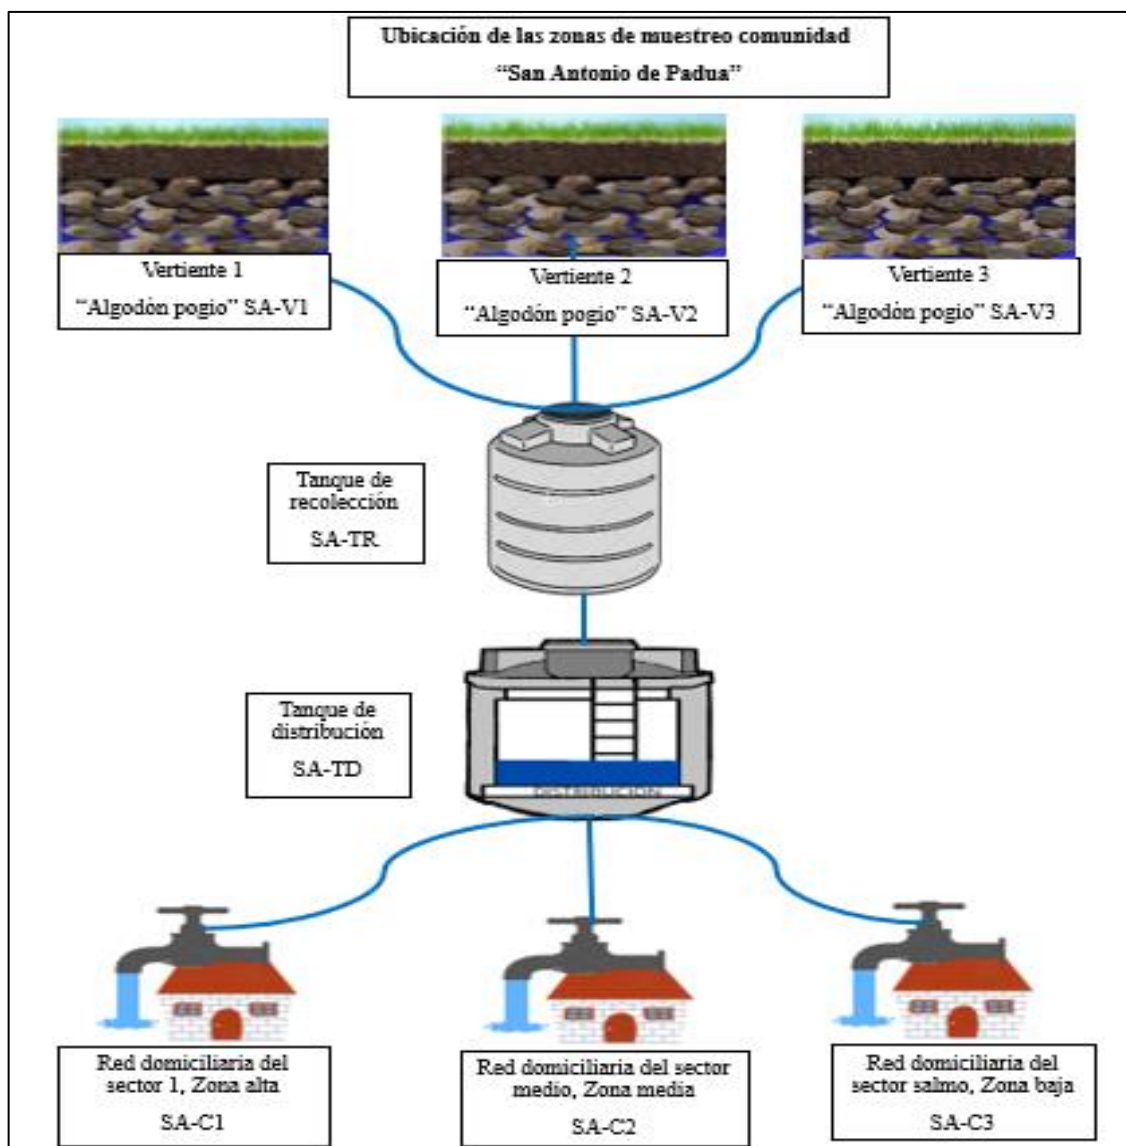 Ubicación de las zonas de muestreo comunidad
“San Antonio de Padua”
Vertiente 1
“Algodón pogio” SA-V1
Vertiente 2
“Algodón pogio” SA-V2
Vertiente 3
“Algodón pogio” SA-V3
Tanque de
recolección
SA-TR
Tanque de
distribución
SA-TD
DISTRIBUCION
Red domiciliaria del
sector 1, Zona alta
SA-C1
Red domiciliaria del sector
medio, Zona media
SA-C2
Red domiciliaria del
sector salmo, Zona baja
SA-C3